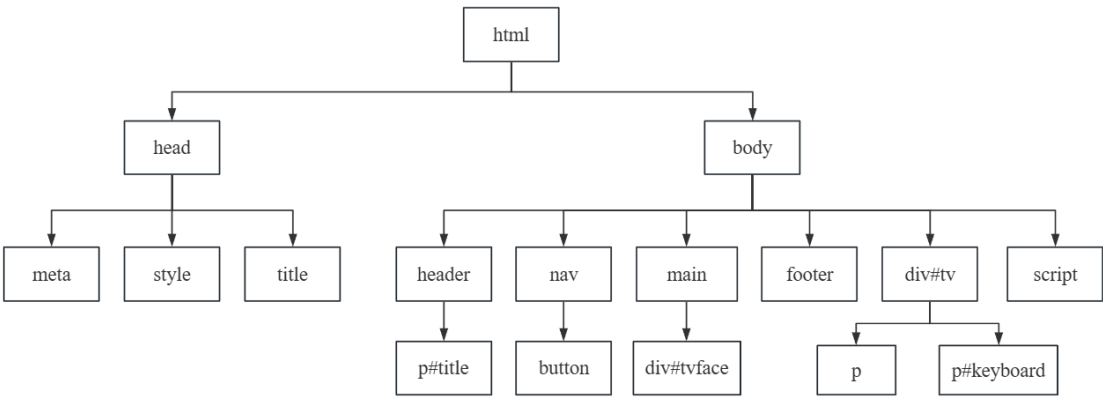 html
head
body
meta
style
title
header
nav
main
footer
div#tv
script
p#title
button
div#tvface
p
p#keyboard